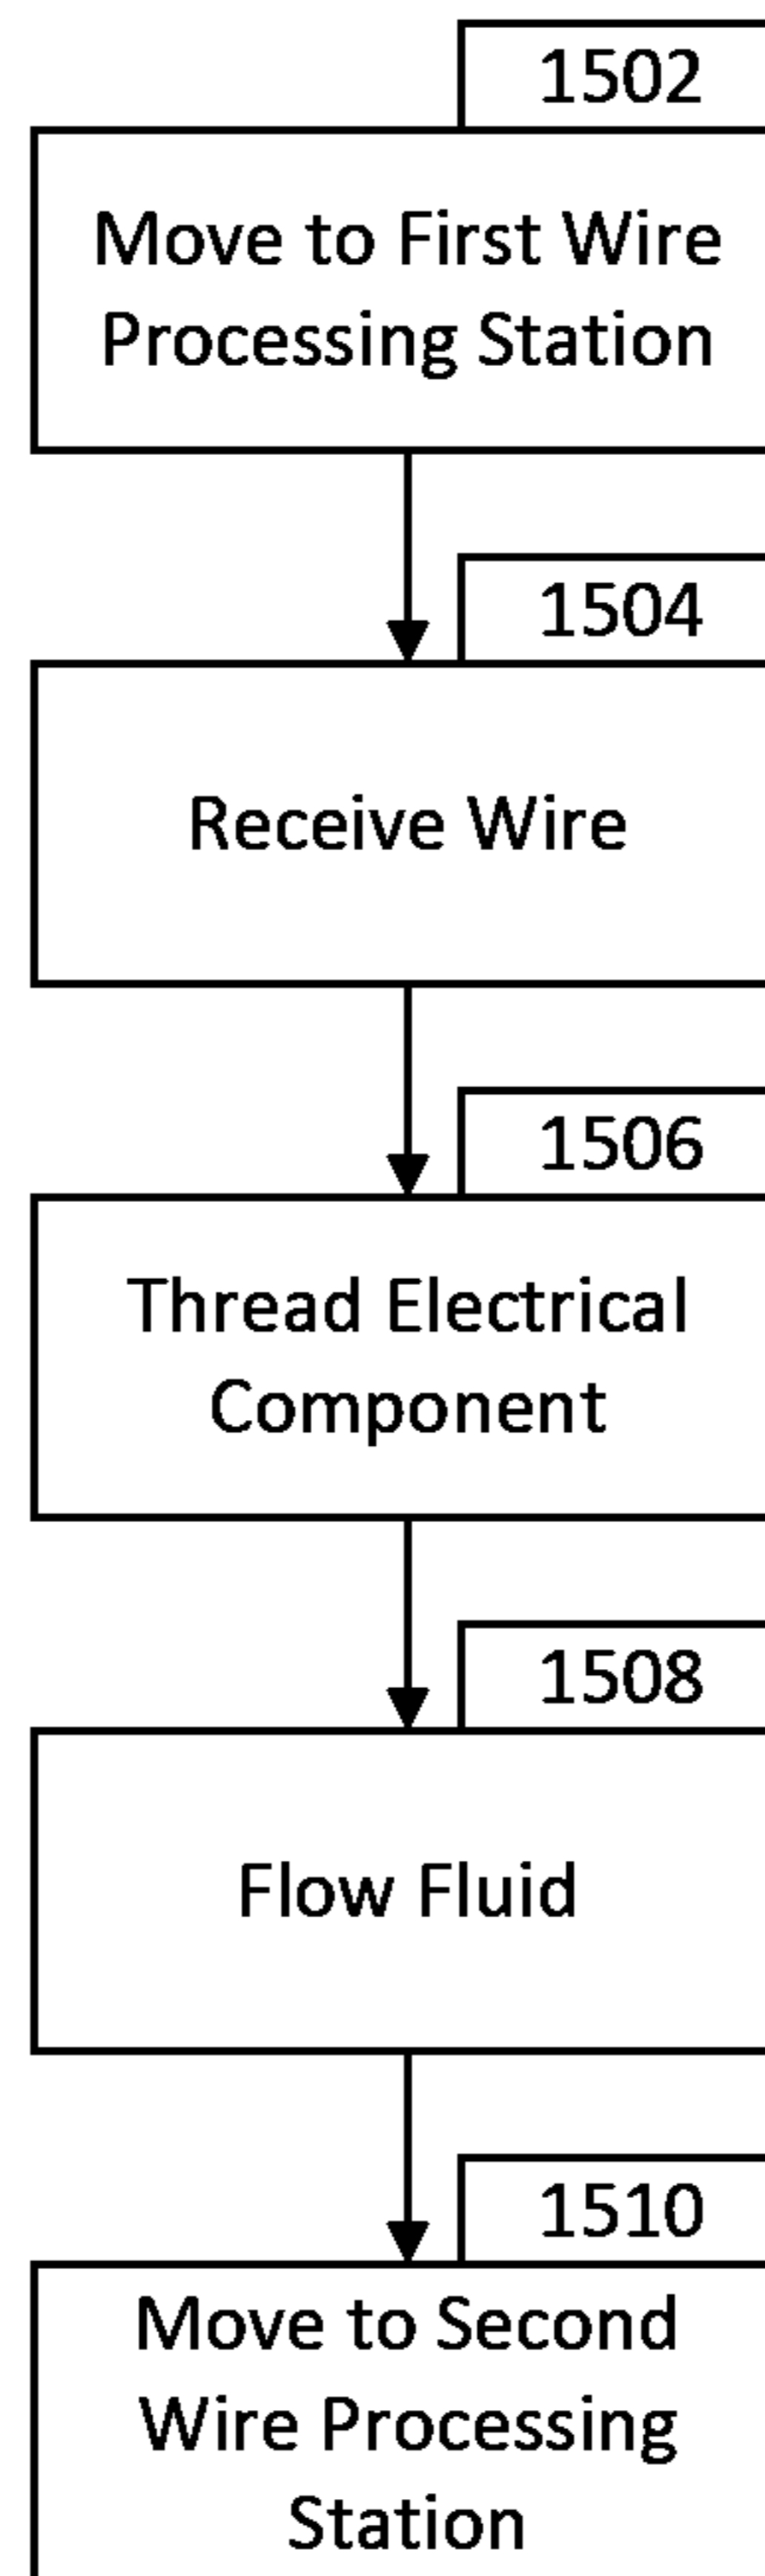 1502
Move to First Wire
Processing Station
1504
Receive Wire
1506
Thread Electrical
Component
1508
Flow Fluid
1510
Move to Second
Wire Processing
Station